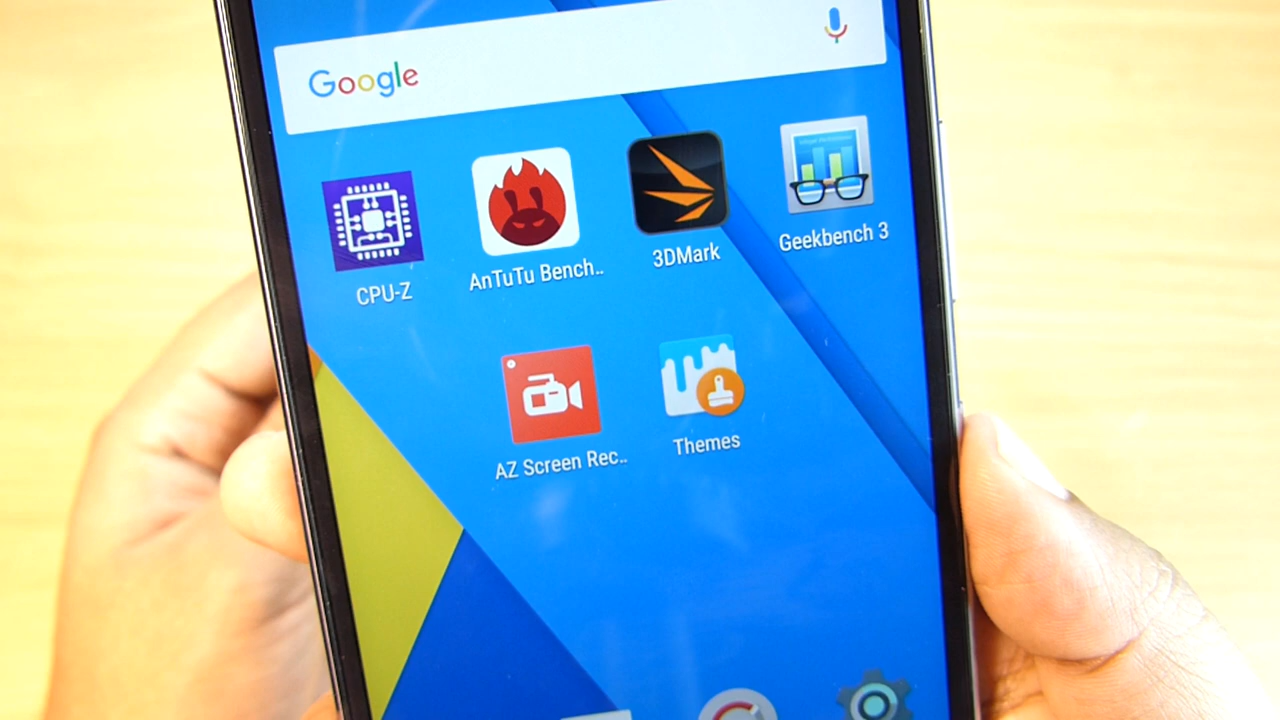 Google
CPU-Z
AnTuTu Bench..
3DMark
Geekbench 3
AZ Screen Rec..
Themes